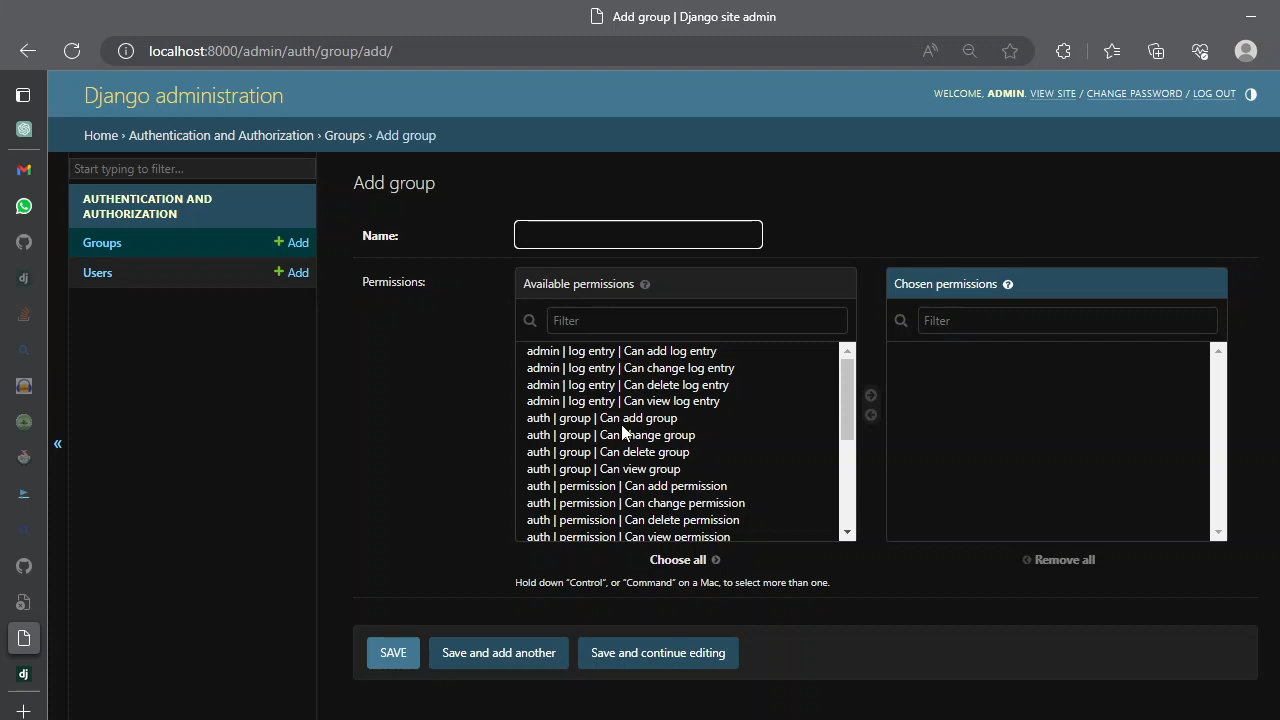 Add group | Django site admin
localhost:8000/admin/auth/group/add/
Django administration
WELCOME, ADMIN. VIEW SITE / CHANGE PASSWORD / LOG OUT
Home › Authentication and Authorization › Groups › Add group
Start typing to filter...
AUTHENTICATION AND
AUTHORIZATION
Groups + Add
Users + Add
«
Add group
Name:
Permissions:
Available permissions ?
Filter
admin | log entry | Can add log entry
admin | log entry | Can change log entry
admin | log entry | Can delete log entry
admin | log entry | Can view log entry
auth | group | Can add group
auth | group | Can change group
auth | group | Can delete group
auth | group | Can view group
auth | permission | Can add permission
auth | permission | Can change permission
auth | permission | Can delete permission
auth | permission | Can view permission
Choose all
Chosen permissions ?
Filter
Remove all
Hold down “Control”, or “Command” on a Mac, to select more than one.
SAVE
Save and add another
Save and continue editing
dj
dj